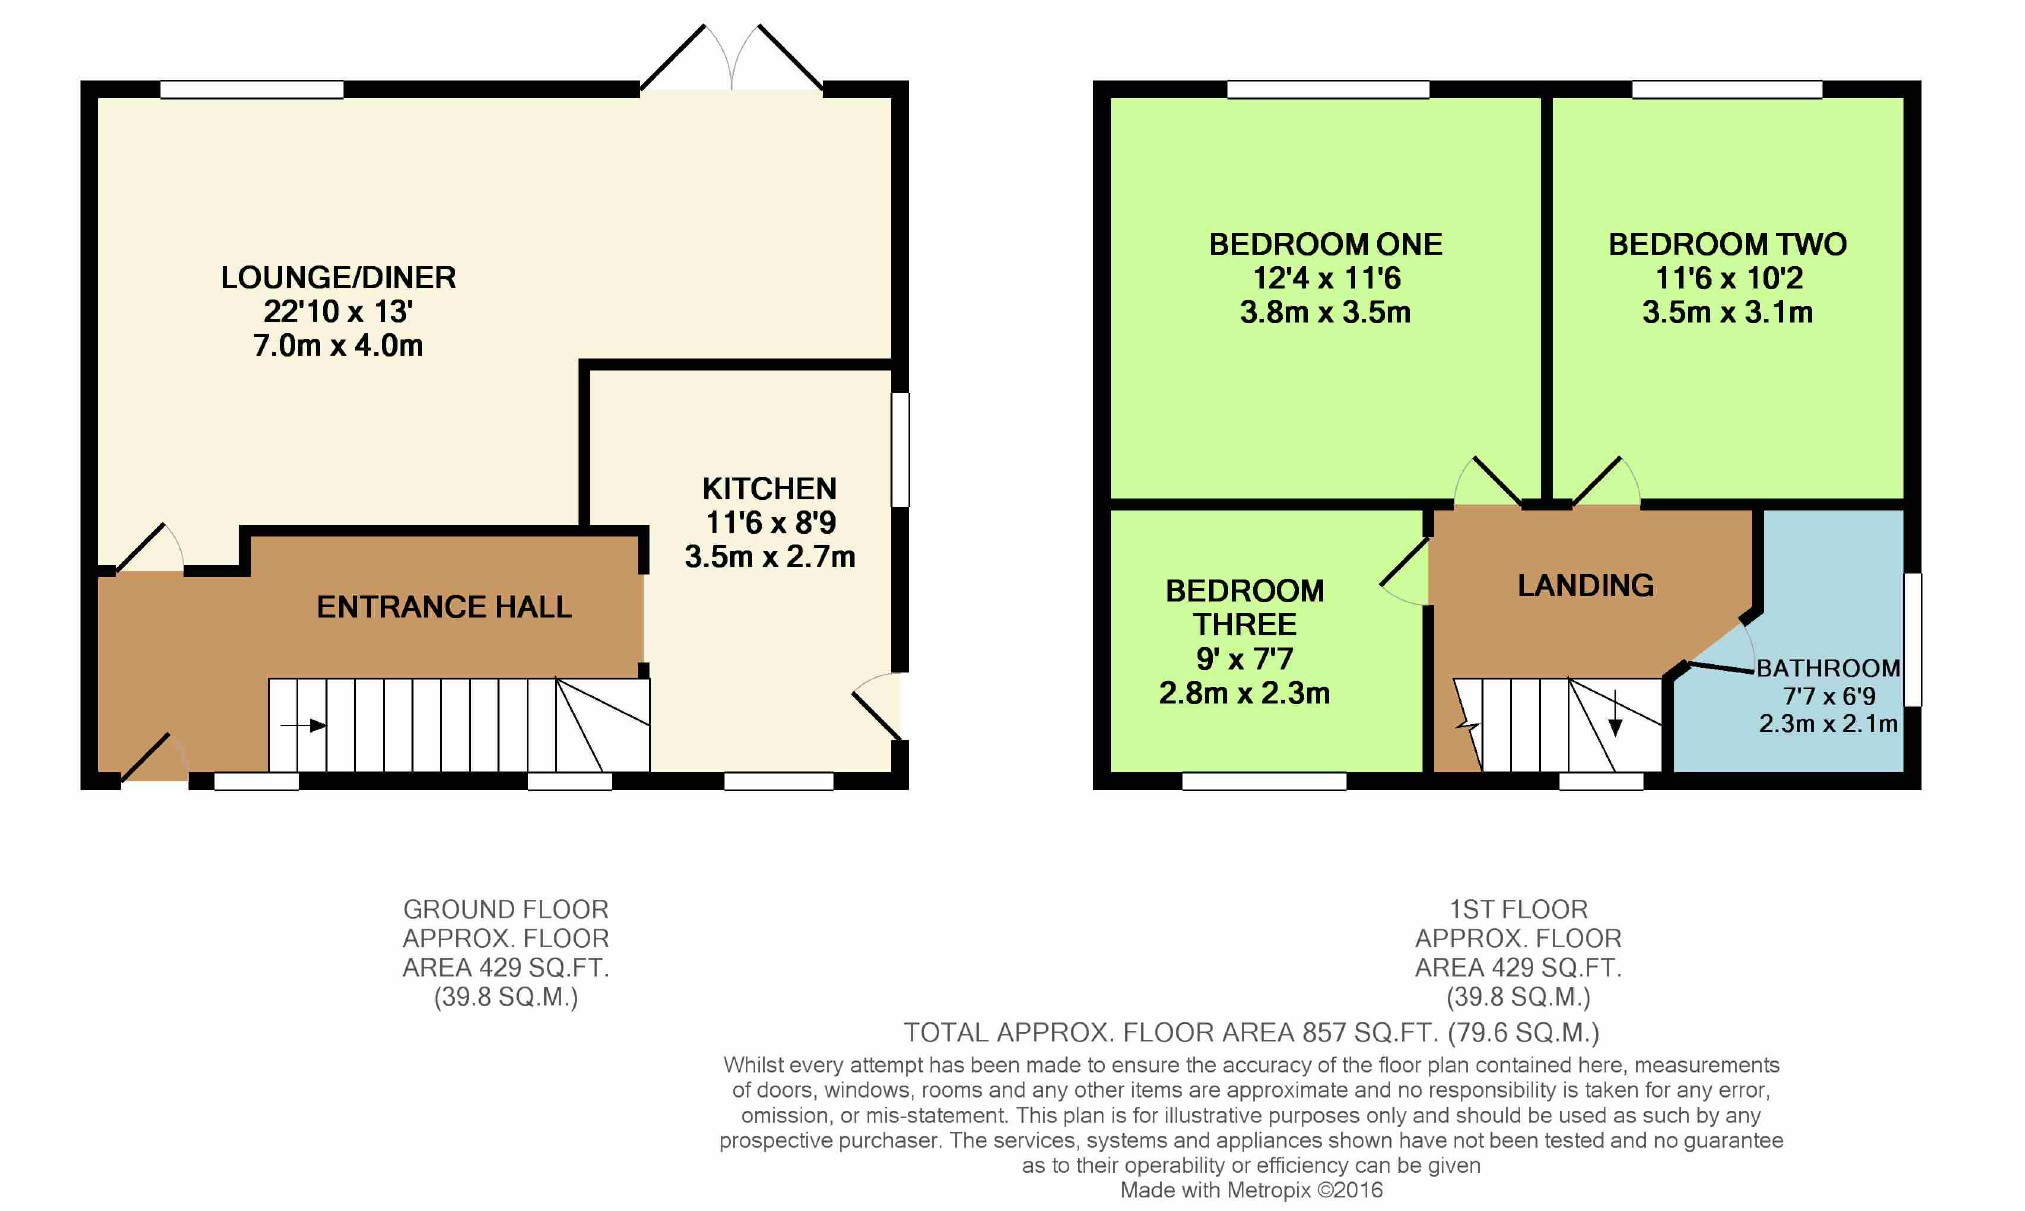 LOUNGE/DINER
22'10 x 13'
7.0m x 4.0m
KITCHEN
11'6 x 8'9
3.5m x 2.7m
ENTRANCE HALL
BEDROOM ONE
12'4 x 11'6
3.8m x 3.5m
BEDROOM TWO
11'6 x 10'2
3.5m x 3.1m
BEDROOM
THREE
9' x 7'7
2.8m x 2.3m
LANDING
BATHROOM
7'7 x 6'9
2.3m x 2.1m
GROUND FLOOR
APPROX. FLOOR
AREA 429 SQ.FT.
(39.8 SQ.M.)
1ST FLOOR
APPROX. FLOOR
AREA 429 SQ.FT.
(39.8 SQ.M.)
TOTAL APPROX. FLOOR AREA 857 SQ.FT. (79.6 SQ.M.)
Whilst every attempt has been made to ensure the accuracy of the floor plan contained here, measurements
of doors, windows, rooms and any other items are approximate and no responsibility is taken for any error,
omission, or mis-statement. This plan is for illustrative purposes only and should be used as such by any
prospective purchaser. The services, systems and appliances shown have not been tested and no guarantee
as to their operability or efficiency can be given
Made with Metropix ©2016